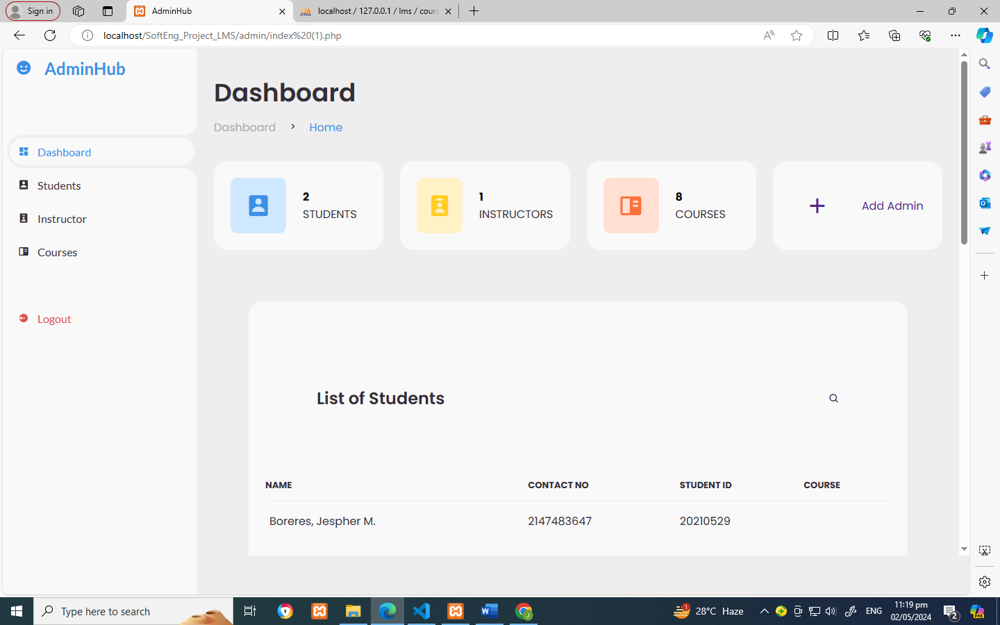 Sign in
AdminHub
localhost / 127.0.0.1 / lms / cours
localhost/SoftEng_Project_LMS/admin/index%20(1).php
AdminHub
Dashboard
Students
Instructor
Courses
Logout
Dashboard
Dashboard > Home
2
STUDENTS
1
INSTRUCTORS
8
COURSES
Add Admin
List of Students
NAME CONTACT NO STUDENT ID COURSE
Boreres, Jespher M. 2147483647 20210529
Type here to search
28°C Haze
ENG
11:19 pm
02/05/2024